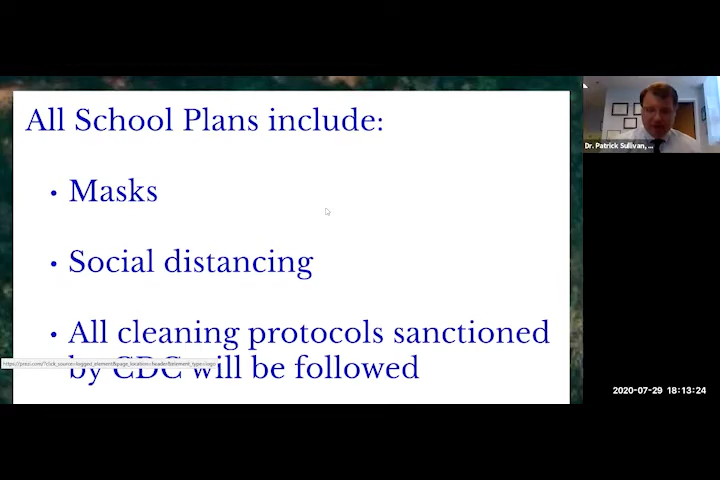 All School Plans include:
• Masks
• Social distancing
• All cleaning protocols sanctioned
by CDC will be followed
Dr. Patrick Sullivan, ...
2020-07-29 18:13:24